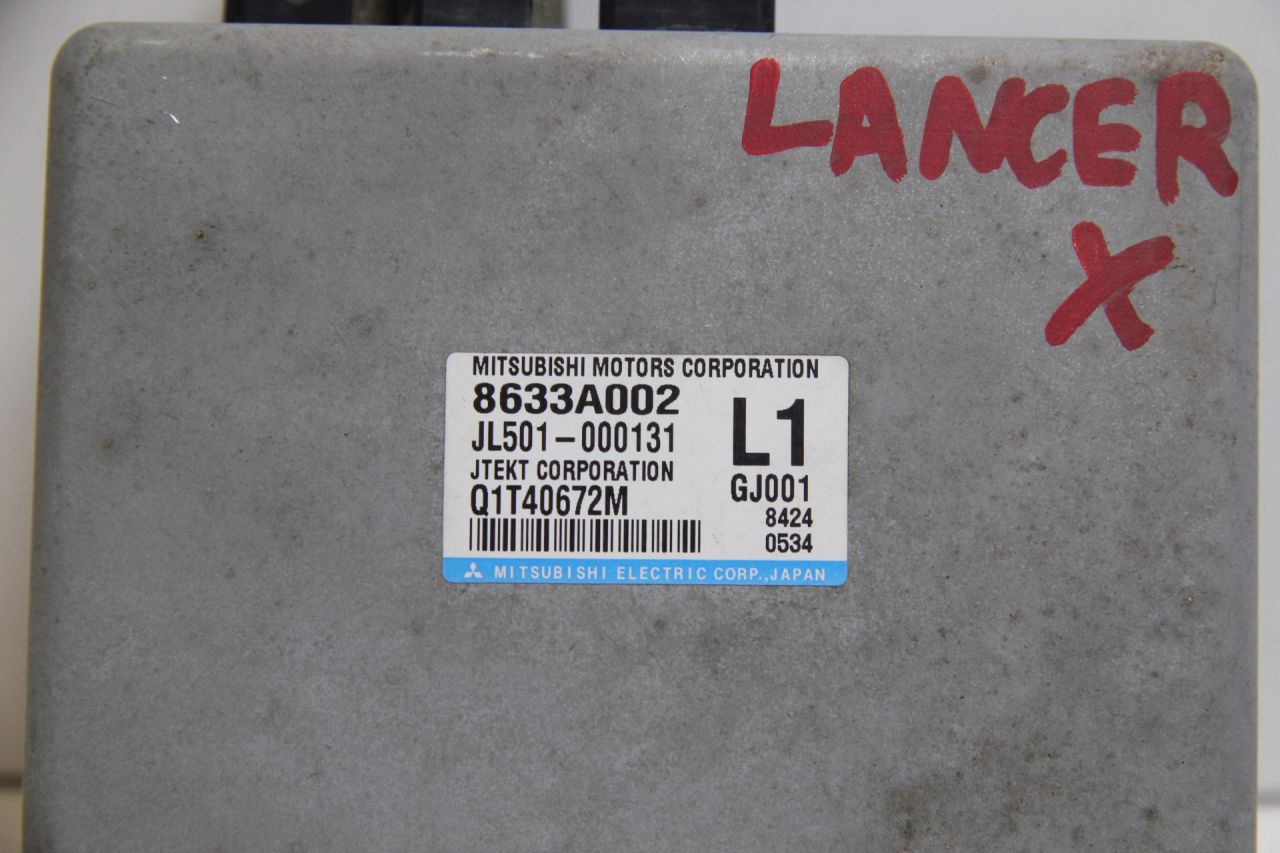 LANCER
X
MITSUBISHI MOTORS CORPORATION
8633A002
JL501-000131
L1
JTEKT CORPORATION
Q1T40672M
GJ001
8424
0534
MITSUBISHI ELECTRIC CORP.,JAPAN